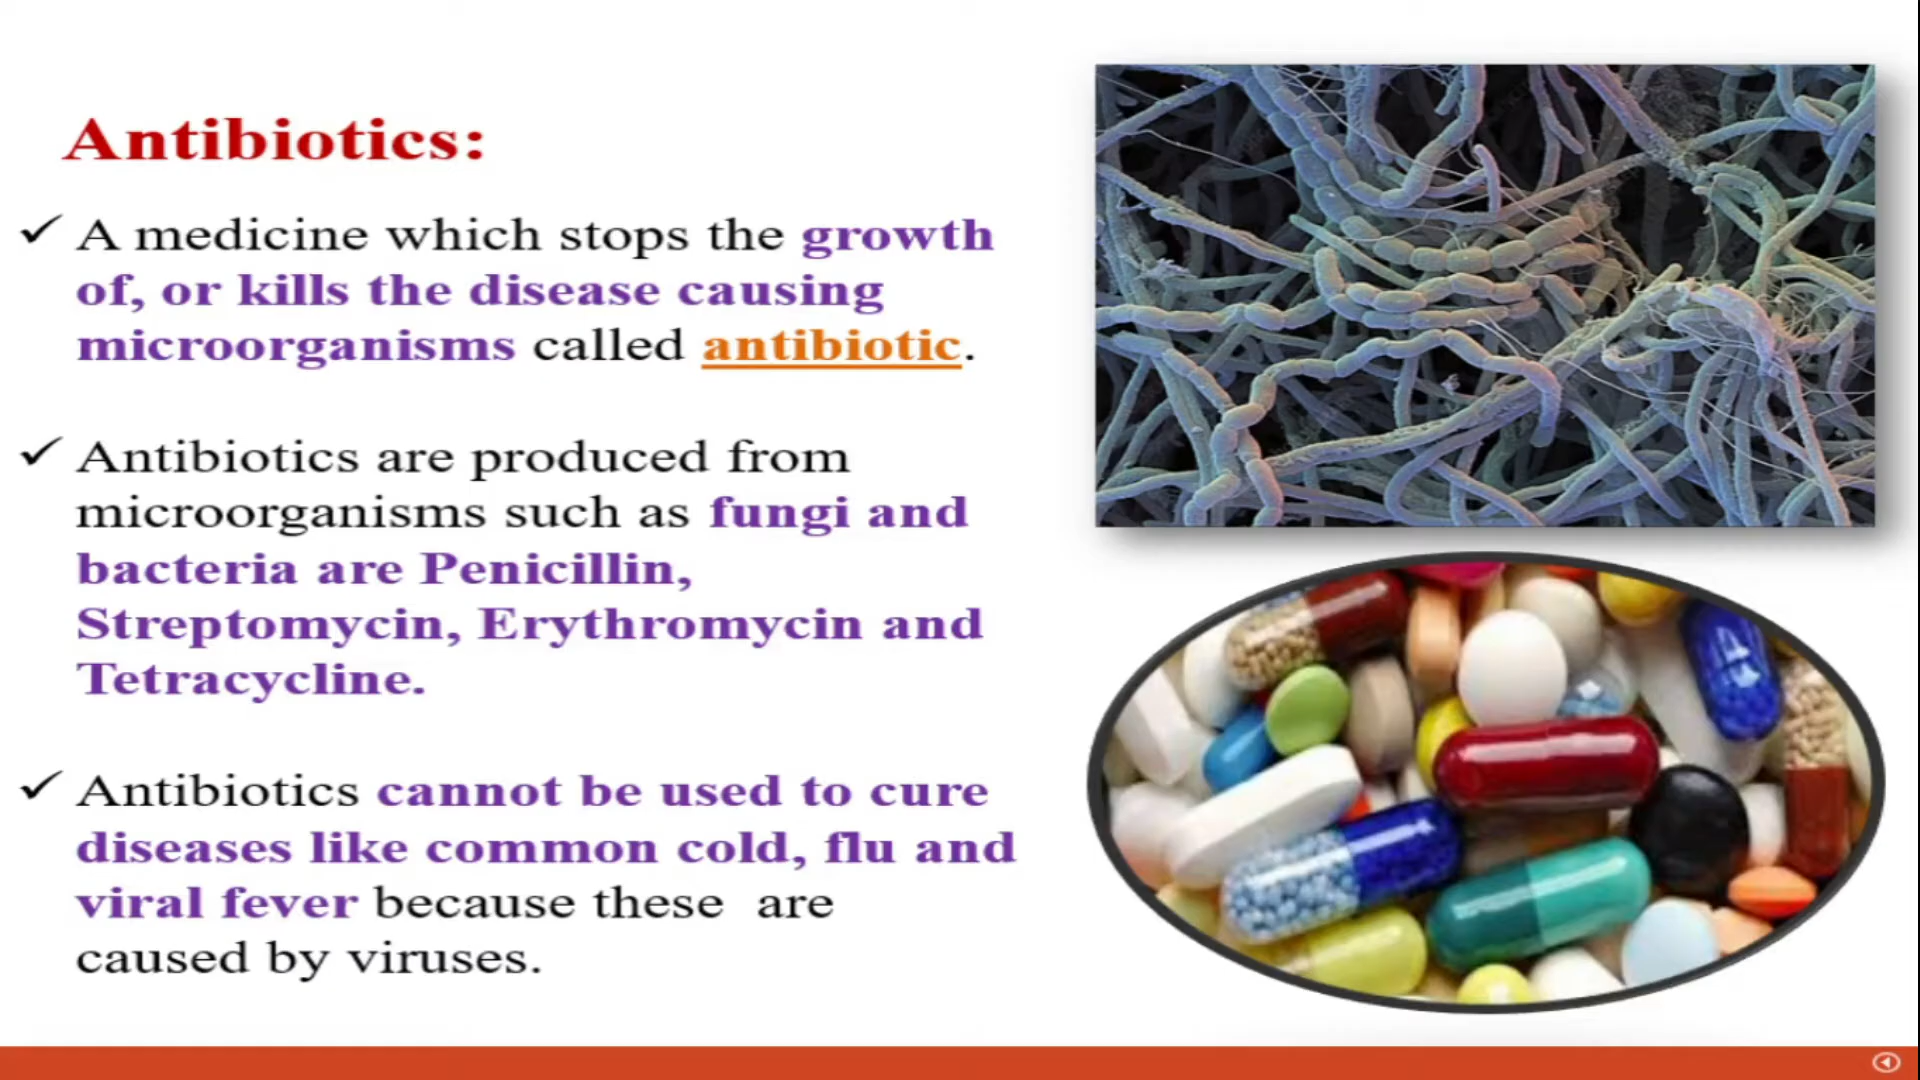 Antibiotics:
✓ A medicine which stops the growth
of, or kills the disease causing
microorganisms called antibiotic.
✓ Antibiotics are produced from
microorganisms such as fungi and
bacteria are Penicillin,
Streptomycin, Erythromycin and
Tetracycline.
✓ Antibiotics cannot be used to cure
diseases like common cold, flu and
viral fever because these are
caused by viruses.